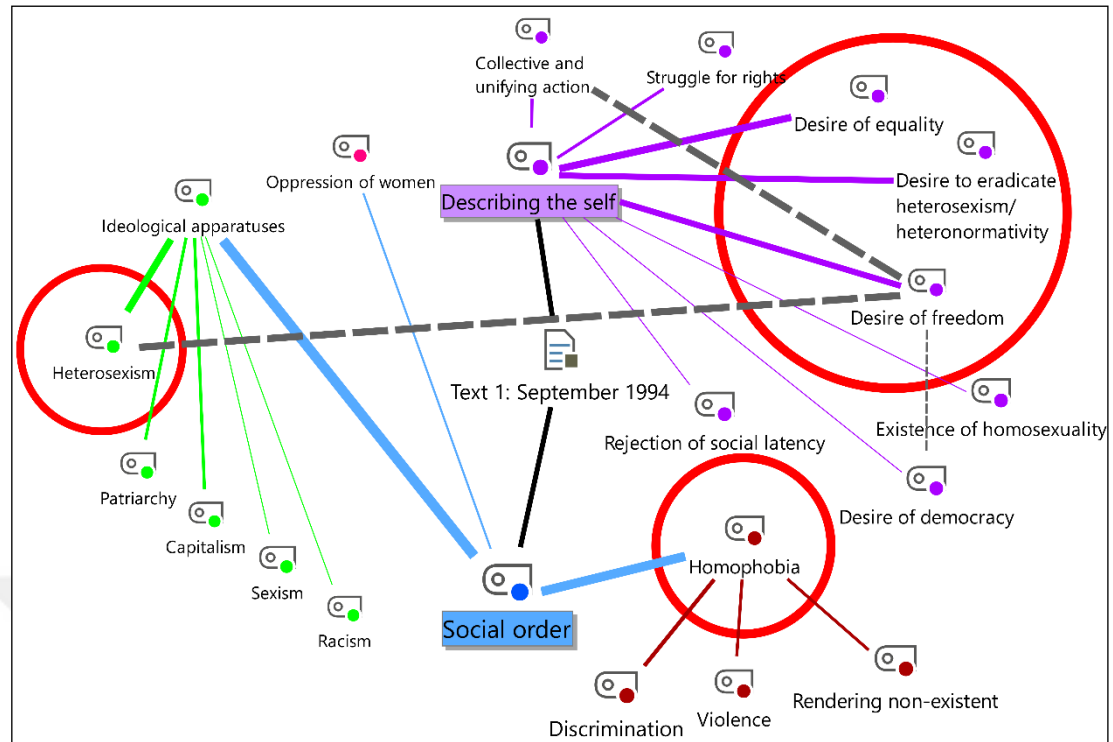 Collective and
unifying action
Struggle for rights
Desire of equality
Oppression of women
Desire to eradicate
heterosexism/
heteronormativity
Describing the self
Ideological apparatuses
Desire of freedom
Heterosexism
Text 1: September 1994
Existence of homosexuality
Rejection of social latency
Patriarchy
Desire of democracy
Capitalism
Homophobia
Sexism
Racism
Social order
Rendering non-existent
Violence
Discrimination